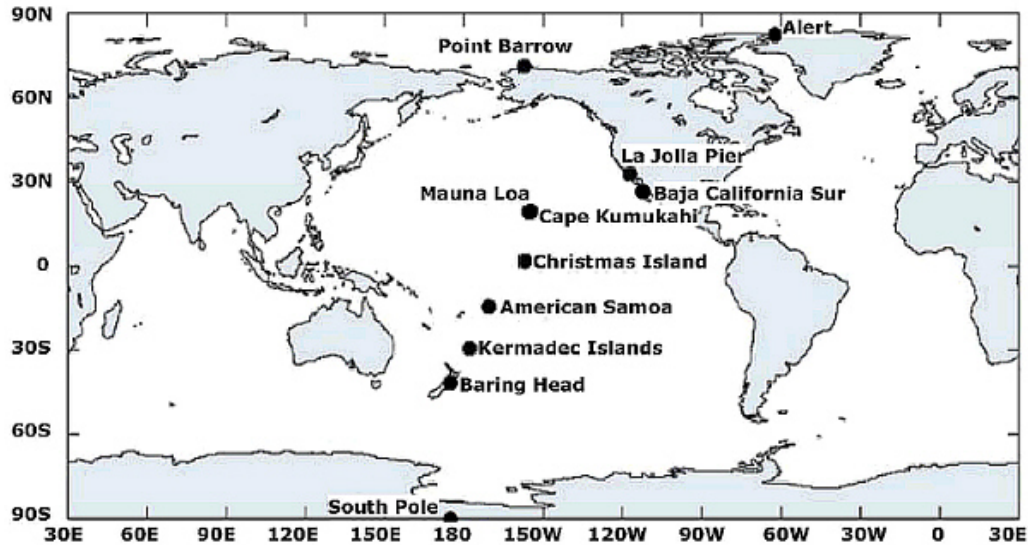 90N
Alert
Point Barrow
60N
La Jolla Pier
30N
Mauna Loa
Baja California Sur
Cape Kumukahi
0
Christmas Island
American Samoa
30S
Kermadec Islands
Baring Head
60S
South Pole
90S
30E 60E 90E 120E 150E 180 150W 120W 90W 60W 30W 0 30E